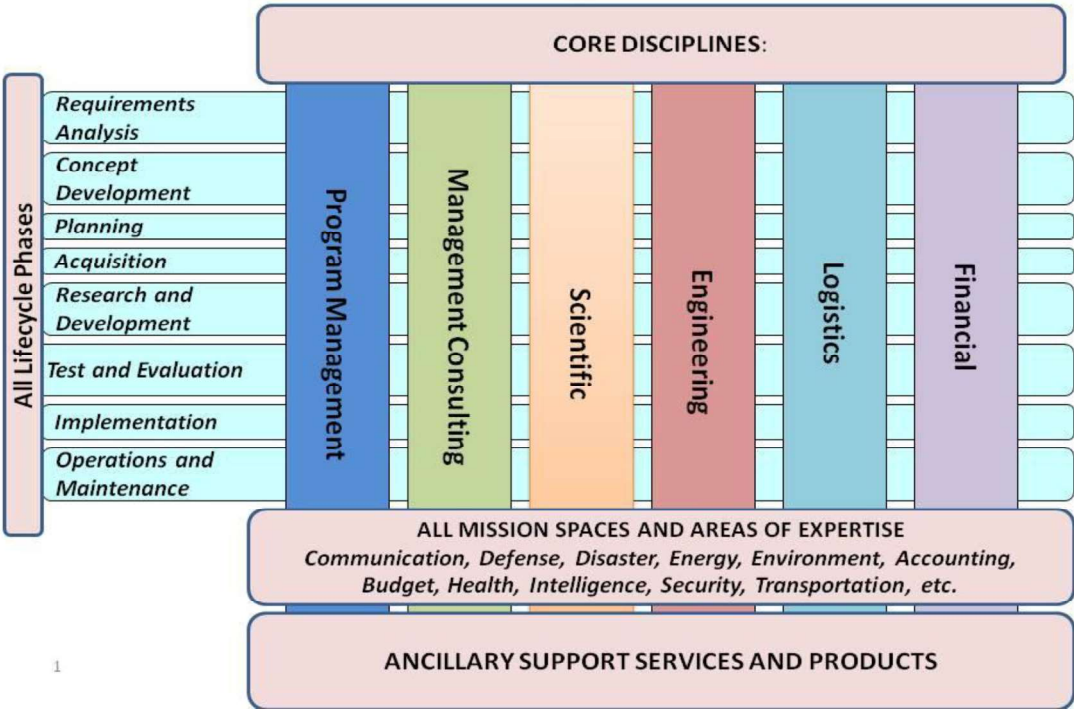 CORE DISCIPLINES:
All Lifecycle Phases
Requirements
Analysis
Concept
Development
Planning
Acquisition
Research and
Development
Test and Evaluation
Implementation
Operations and
Maintenance
Program Management
Management Consulting
Scientific
Engineering
Logistics
Financial
ALL MISSION SPACES AND AREAS OF EXPERTISE
Communication, Defense, Disaster, Energy, Environment, Accounting,
Budget, Health, Intelligence, Security, Transportation, etc.
ANCILLARY SUPPORT SERVICES AND PRODUCTS
1